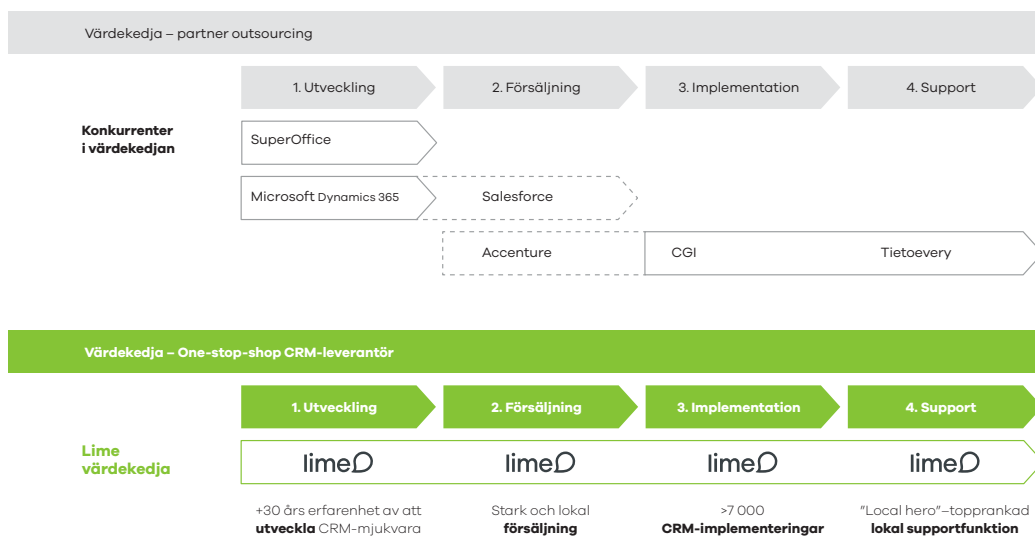 Värdekedja – partner outsourcing
1. Utveckling
2. Försäljning
3. Implementation
4. Support
Konkurrenter
i värdekedjan
SuperOffice
Microsoft Dynamics 365
Salesforce
Accenture
CGI
Tietoevery
Värdekedja – One-stop-shop CRM-leverantör
1. Utveckling
2. Försäljning
3. Implementation
4. Support
Lime
värdekedja
lime
lime
lime
lime
+30 års erfarenhet av att
utveckla CRM-mjukvara
Stark och lokal
försäljning
>7 000
CRM-implementeringar
”Local hero”–topprankad
lokal supportfunktion